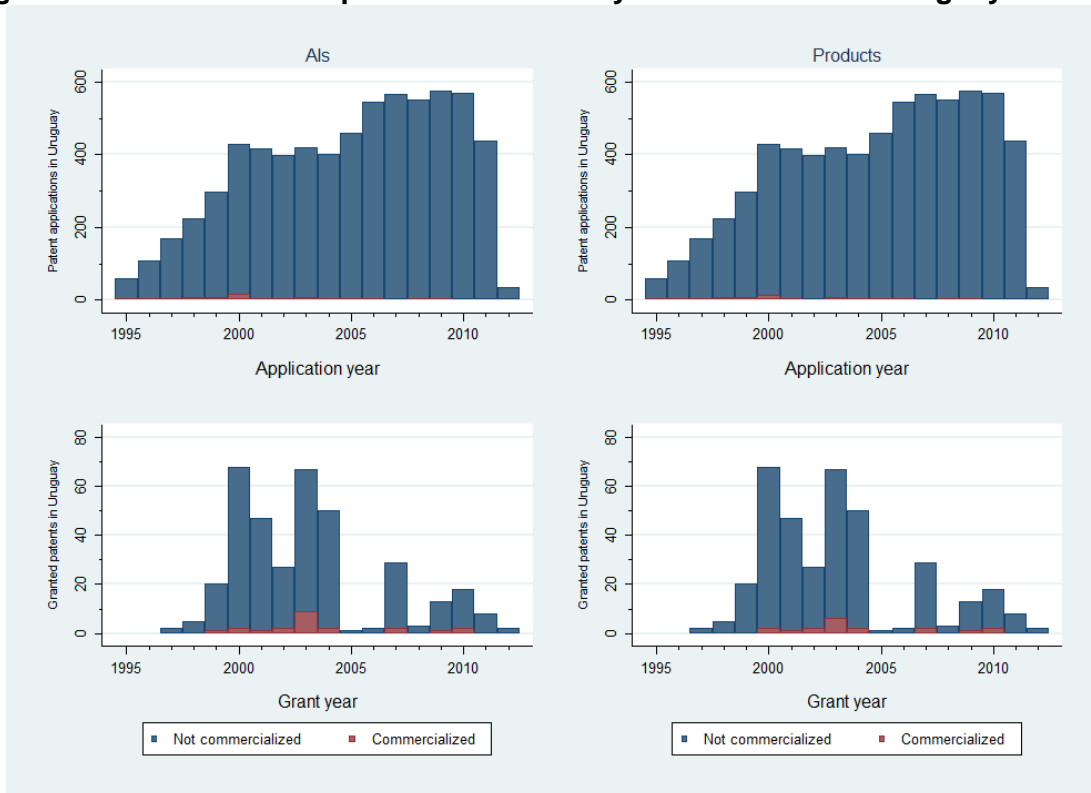 AIs
Patent applications in Uruguay
600
400
200
0
1995 2000 2005 2010
Application year
Products
Patent applications in Uruguay
600
400
200
0
1995 2000 2005 2010
Application year
Granted patents in Uruguay
80
60
40
20
0
1995 2000 2005 2010
Grant year
Not commercialized Commercialized
Granted patents in Uruguay
80
60
40
20
0
1995 2000 2005 2010
Grant year
Not commercialized Commercialized